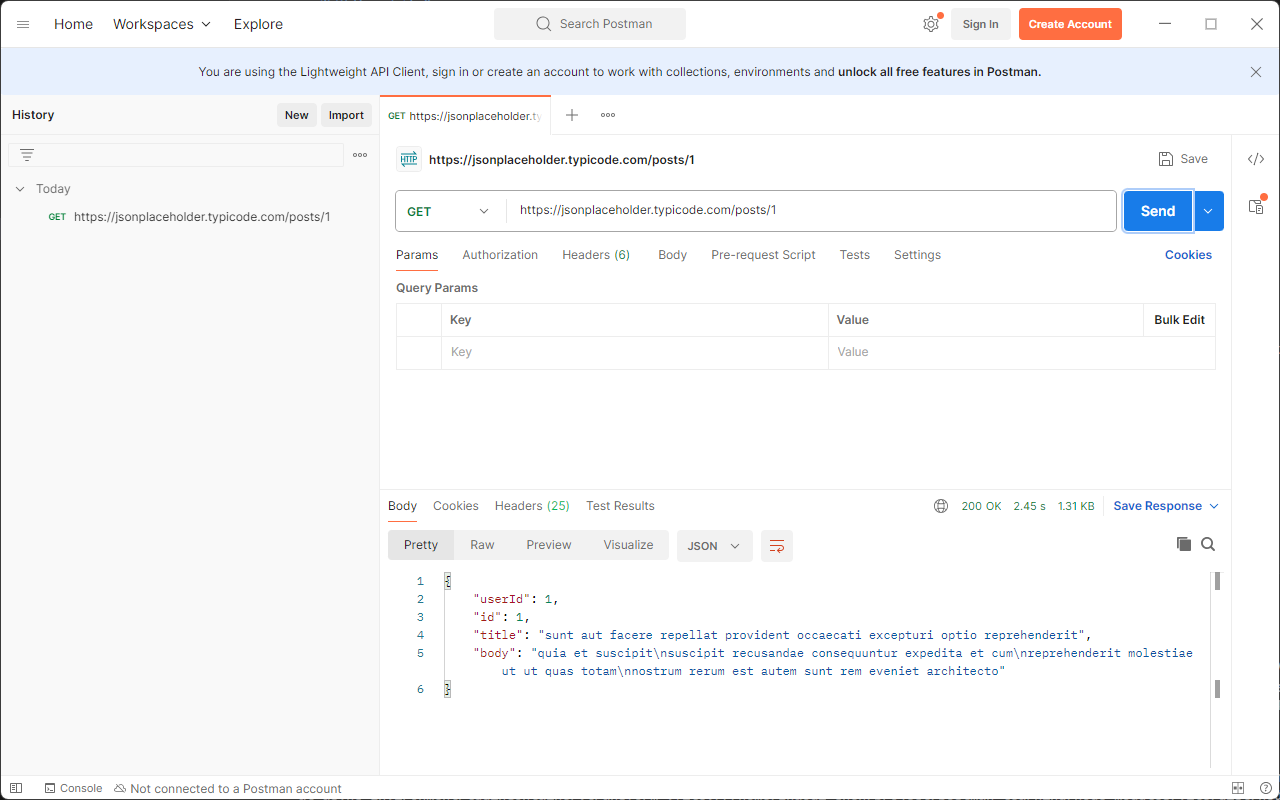 Home Workspaces Explore Search Postman Sign In Create Account
You are using the Lightweight API Client, sign in or create an account to work with collections, environments and unlock all free features in Postman.
History New Import
GET https://jsonplaceholder.ty
HTTP https://jsonplaceholder.typicode.com/posts/1 Save
Today
GET https://jsonplaceholder.typicode.com/posts/1
GET https://jsonplaceholder.typicode.com/posts/1 Send
Params Authorization Headers (6) Body Pre-request Script Tests Settings Cookies
Query Params
Key Value Bulk Edit
Key Value
Body Cookies Headers (25) Test Results 200 OK 2.45 s 1.31 KB Save Response
Pretty Raw Preview Visualize JSON
1 {
2 "userId": 1,
3 "id": 1,
4 "title": "sunt aut facere repellat provident occaecati excepturi optio reprehenderit",
5 "body": "quia et suscipit\nsuscipit recusandae consequuntur expedita et cum\nreprehenderit molestiae
ut ut quas totam\nnostrum rerum est autem sunt rem eveniet architecto"
6 }
Console Not connected to a Postman account